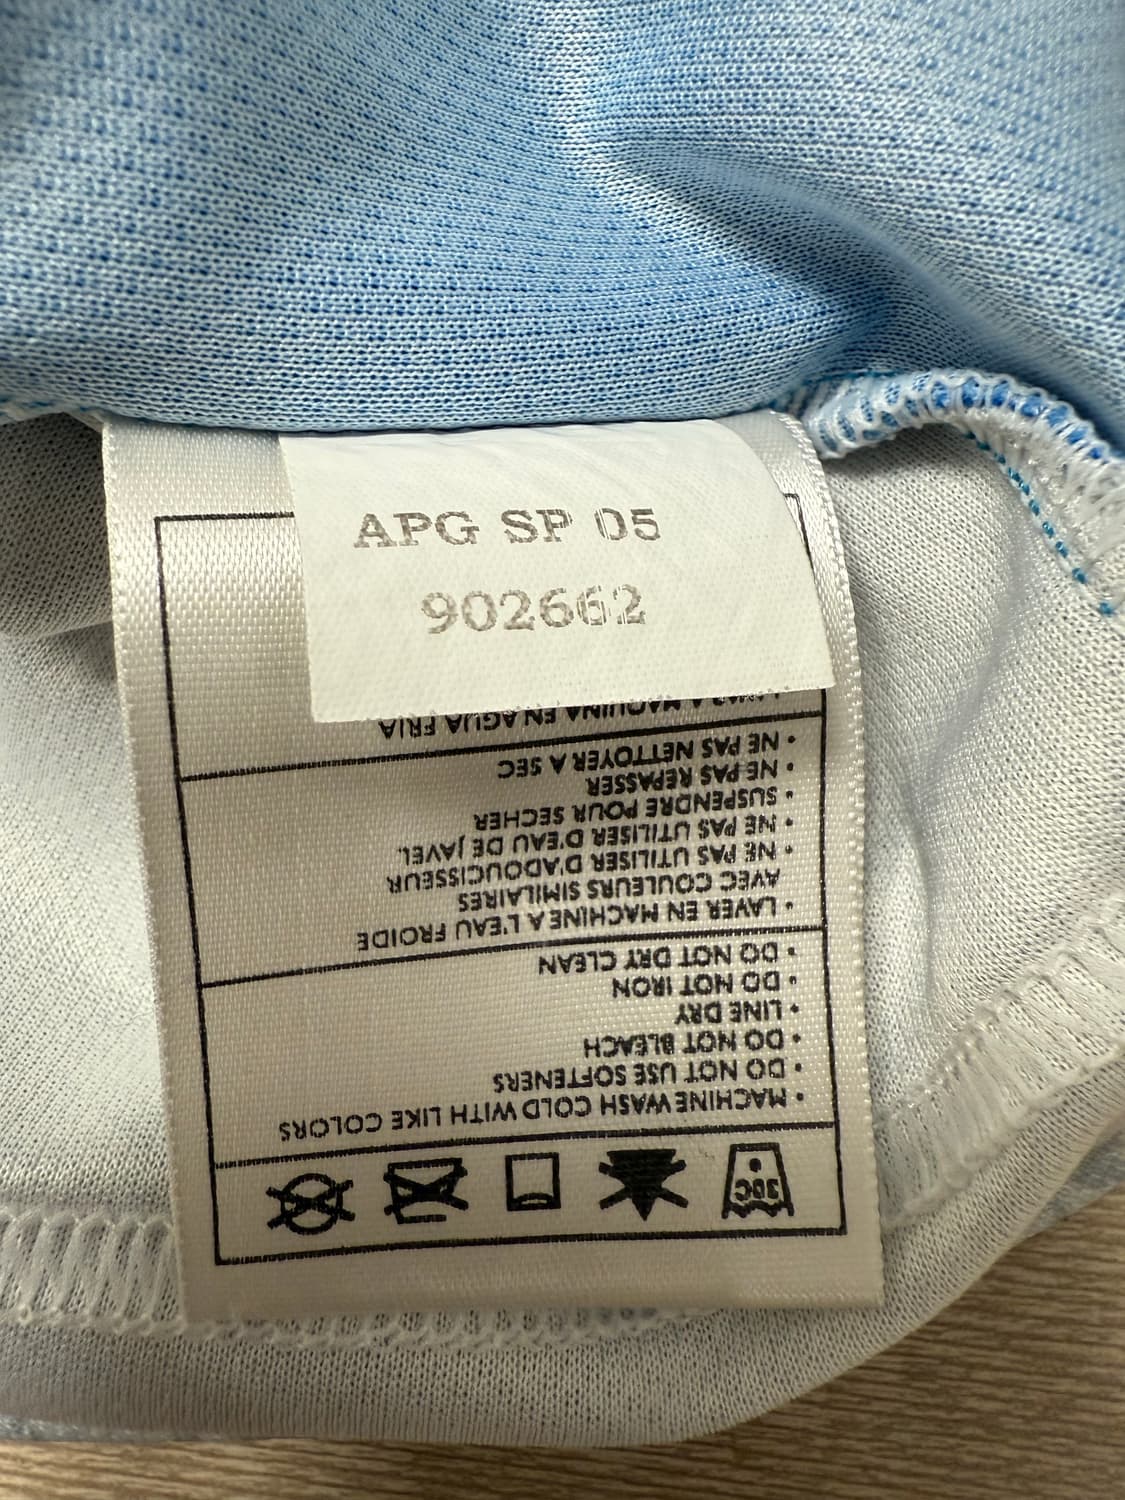 APG SP 05
902662
30C
• MACHINE WASH COLD WITH LIKE COLORS
• DO NOT USE SOFTENERS
• DO NOT BLEACH
• LINE DRY
• DO NOT IRON
• DO NOT DRY CLEAN
• LAVER EN MACHINE A L'EAU FROIDE
AVEC COULEURS SIMILAIRES
• NE PAS UTILISER D'ADOUCISSEUR
• NE PAS UTILISER D'EAU DE JAVEL
• SUSPENDRE POUR SECHER
• NE PAS REPASSER
• NE PAS NETTOYER A SEC
A MAQUINA EN AGUA FRIA